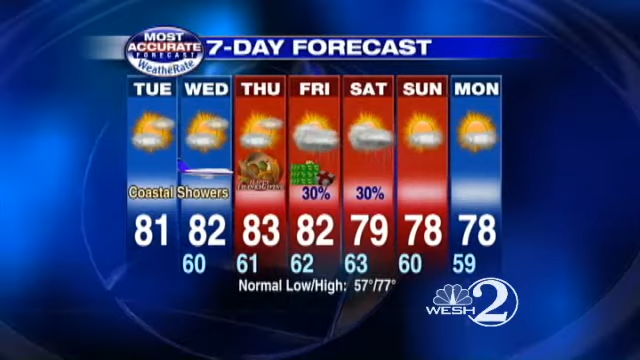 MOST
ACCURATE
FORECAST
WeatheRate
7-DAY FORECAST
TUE WED THU FRI SAT SUN MON
Coastal Showers
HAPPY
THANKSGIVING
30% 30%
81 82 83 82 79 78 78
60 61 62 63 60 59
Normal Low/High: 57°/77°
WESH 2